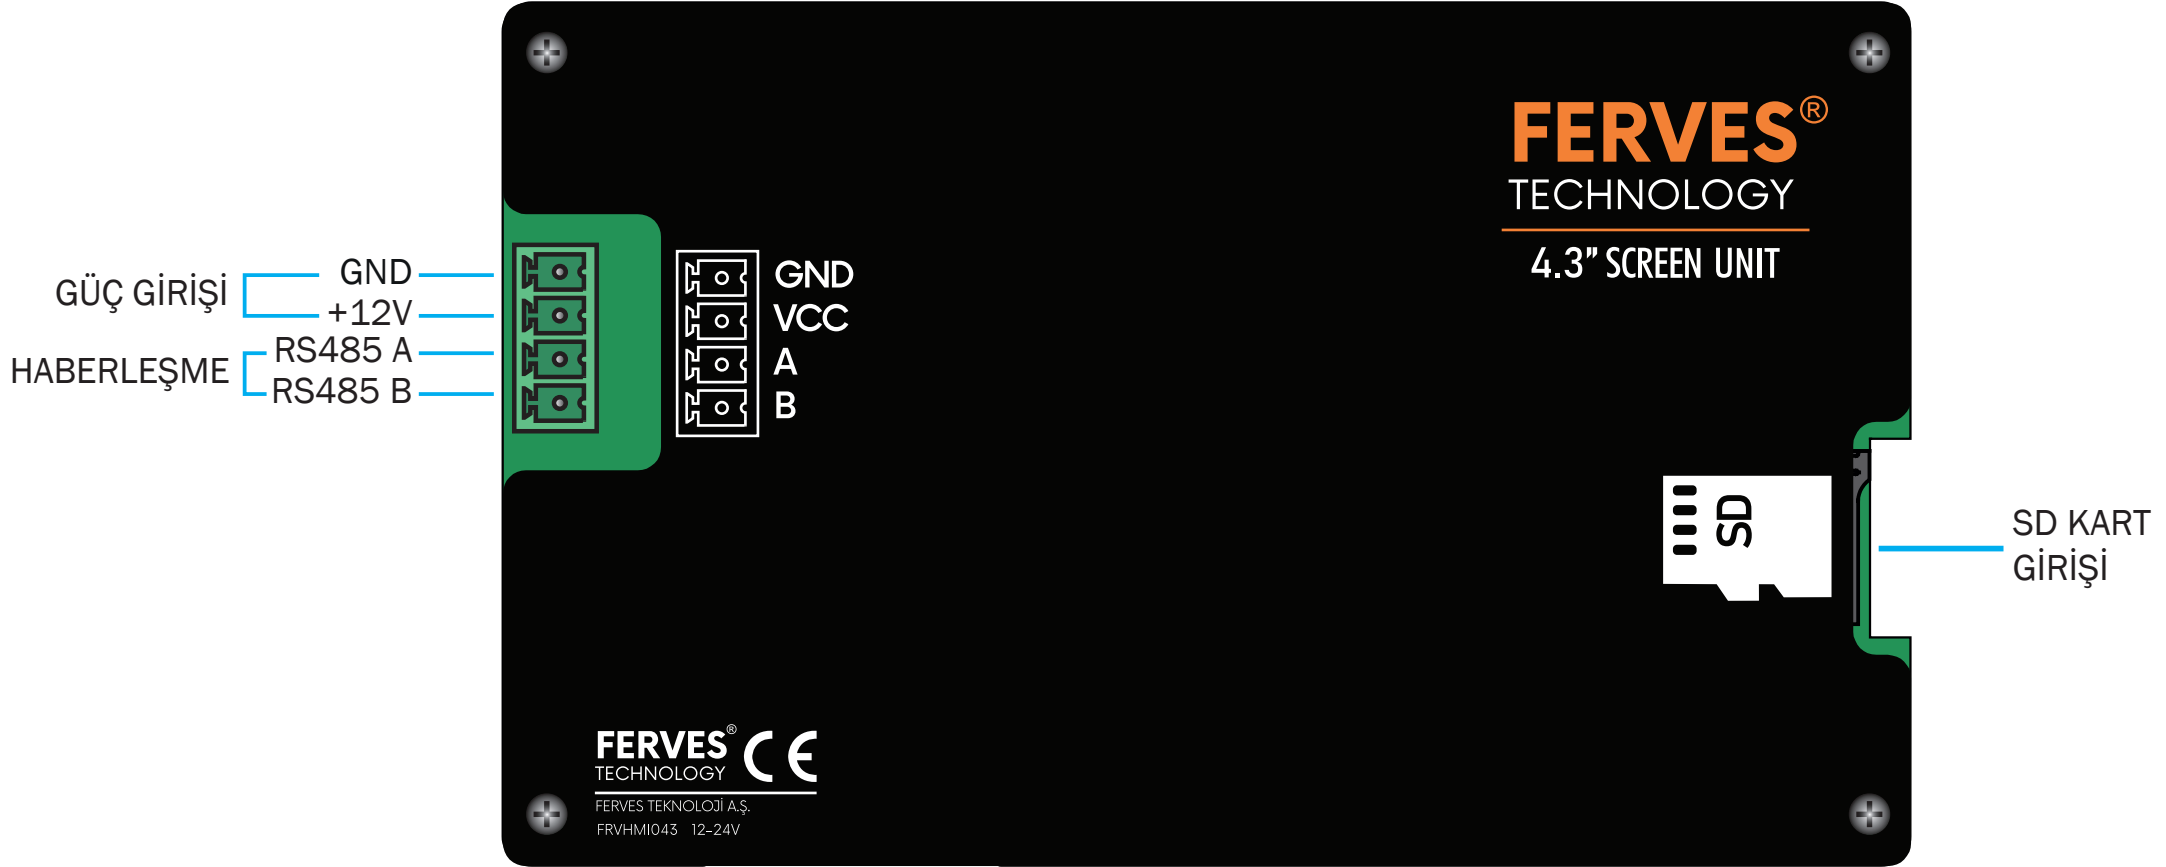 FERVES®
TECHNOLOGY
4.3” SCREEN UNIT
GÜÇ GİRİŞİ
GND
+12V
HABERLEŞME
RS485 A
RS485 B
GND
VCC
A
B
SD
SD KART
GİRİŞİ
FERVES® CE
TECHNOLOGY
FERVES TEKNOLOJİ A.Ş.
FRVHMI043 12-24V